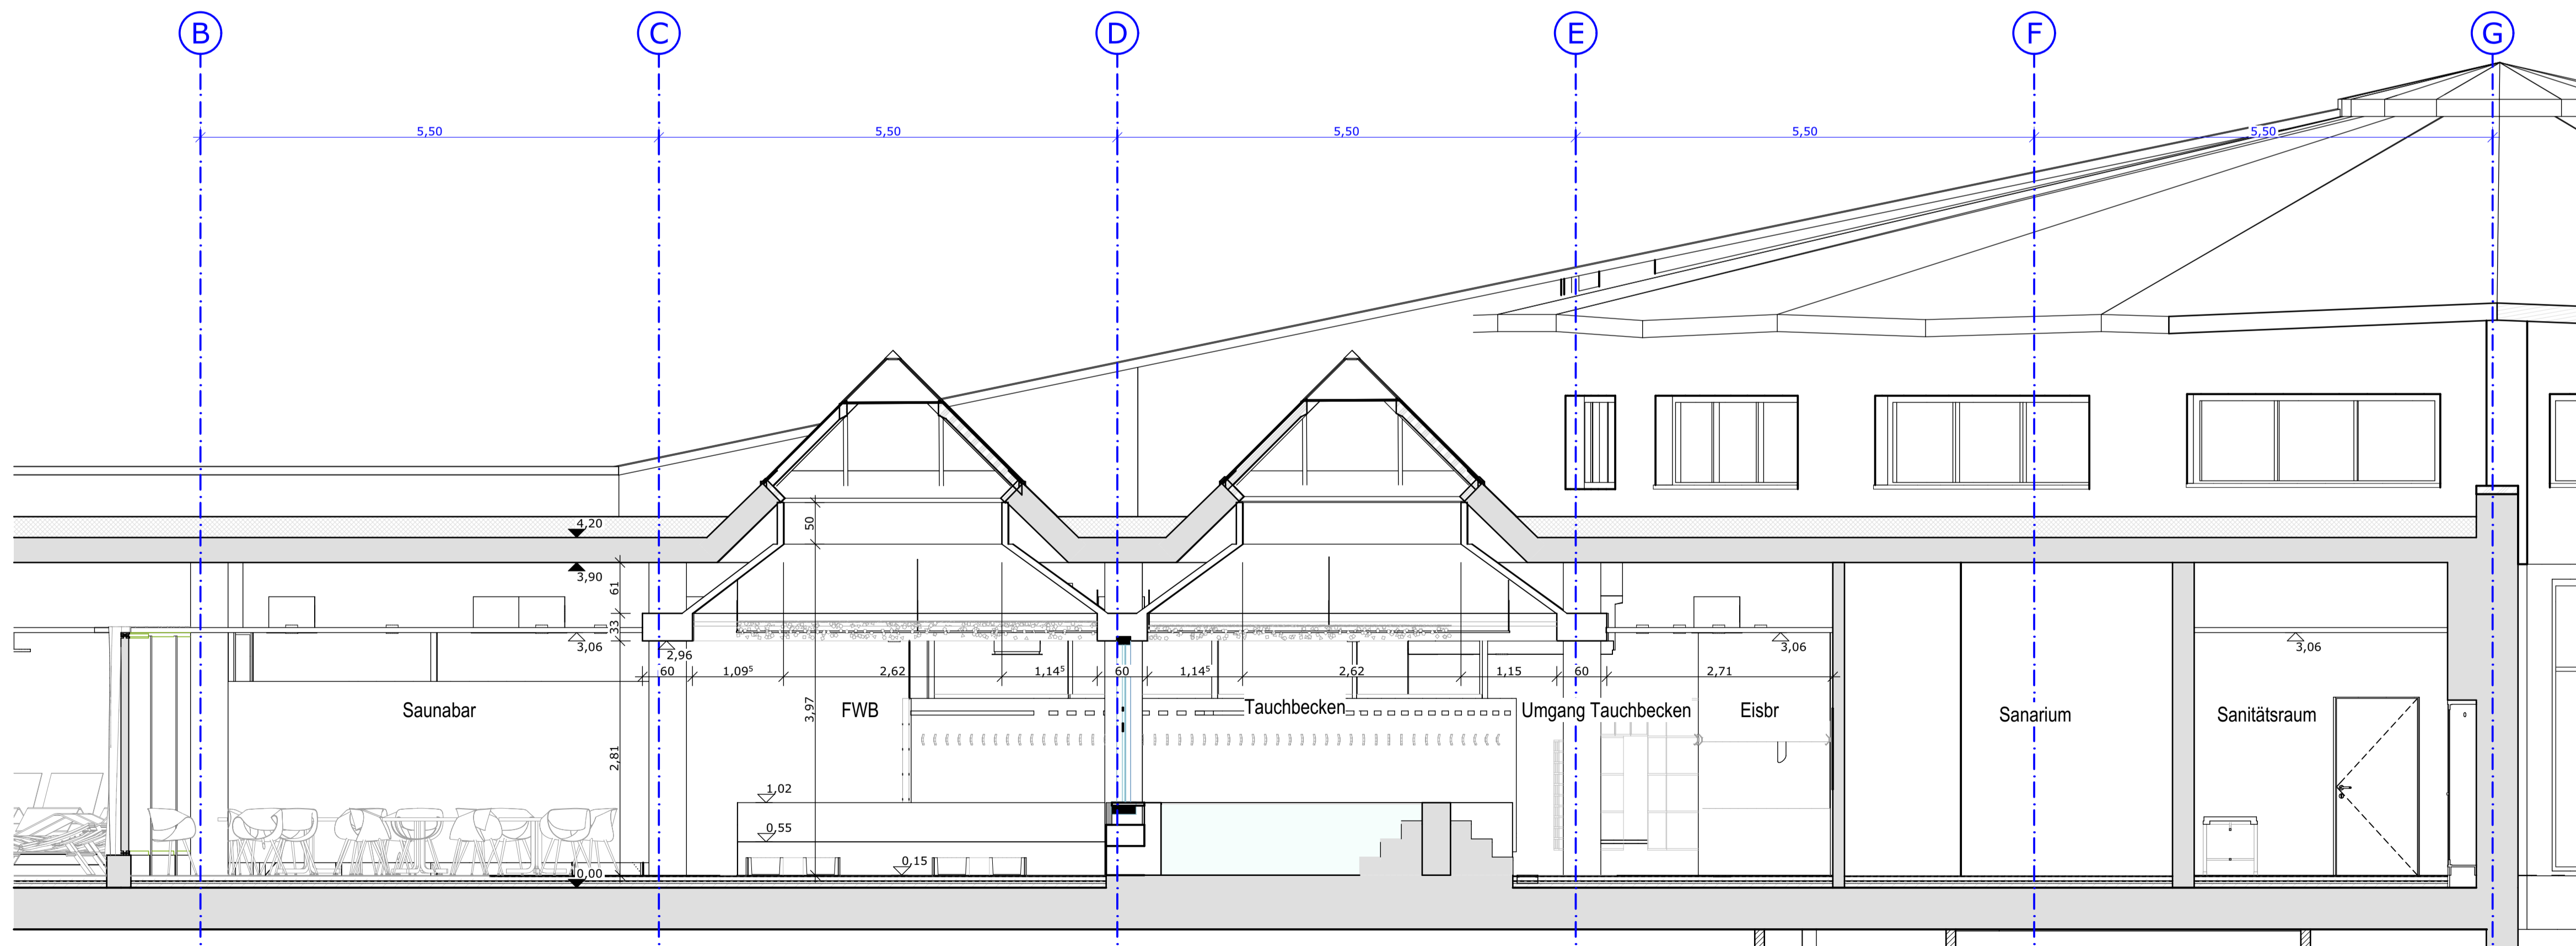 B C D E F G
5,50 5,50 5,50 5,50 5,50
4,20
3,90
50
61
33
3,06 2,96 3,06 3,06
60 1,09⁵ 2,62 1,14⁵ 60 1,14⁵ 2,62 1,15 60 2,71
Saunabar FWB Tauchbecken Umgang Tauchbecken Eisbr Sanarium Sanitätsraum
3,97
2,81
1,02
0,55
0,15
±0,00